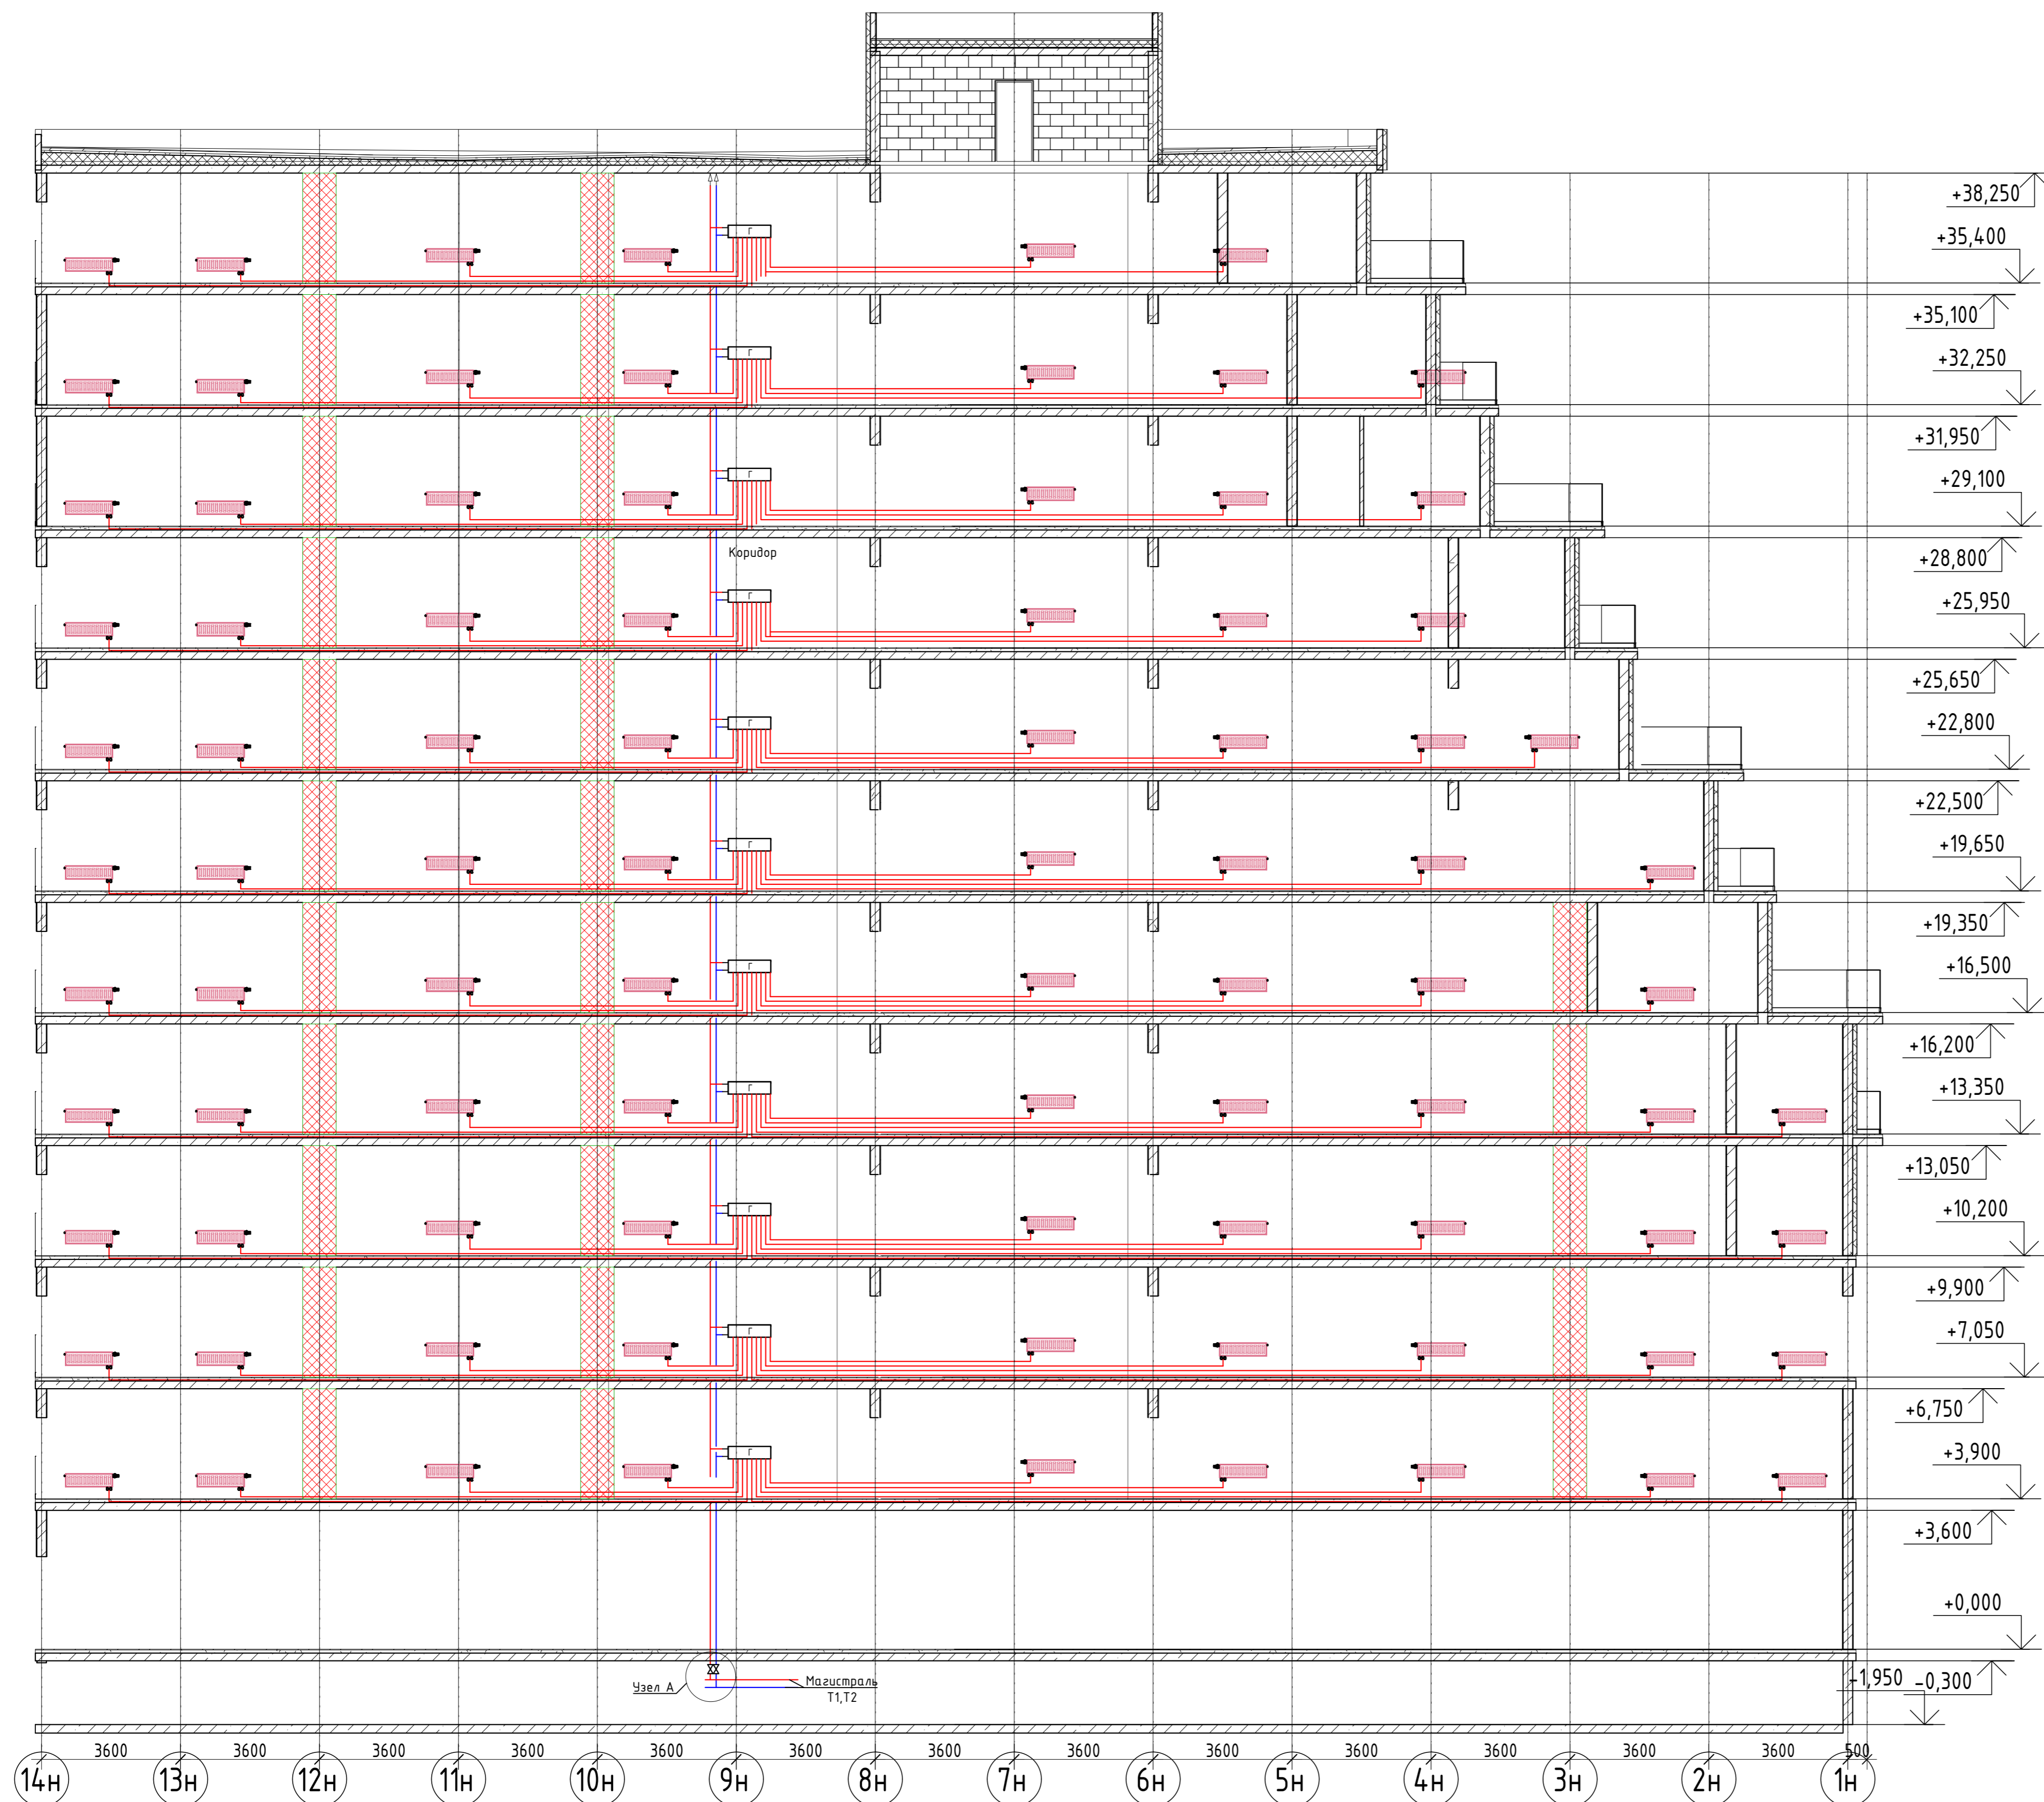 +38,250
+35,400
Г
+35,100
+32,250
Г
+31,950
+29,100
Г
+28,800
Коридор
+25,950
Г
+25,650
+22,800
Г
+22,500
+19,650
Г
+19,350
+16,500
Г
+16,200
+13,350
Г
+13,050
+10,200
Г
+9,900
+7,050
Г
+6,750
+3,900
Г
+3,600
+0,000
Узел А
Магистраль
Т1,Т2
-1,950
-0,300
3600 3600 3600 3600 3600 3600 3600 3600 3600 3600 3600 3600 3600 500
14н 13н 12н 11н 10н 9н 8н 7н 6н 5н 4н 3н 2н 1н